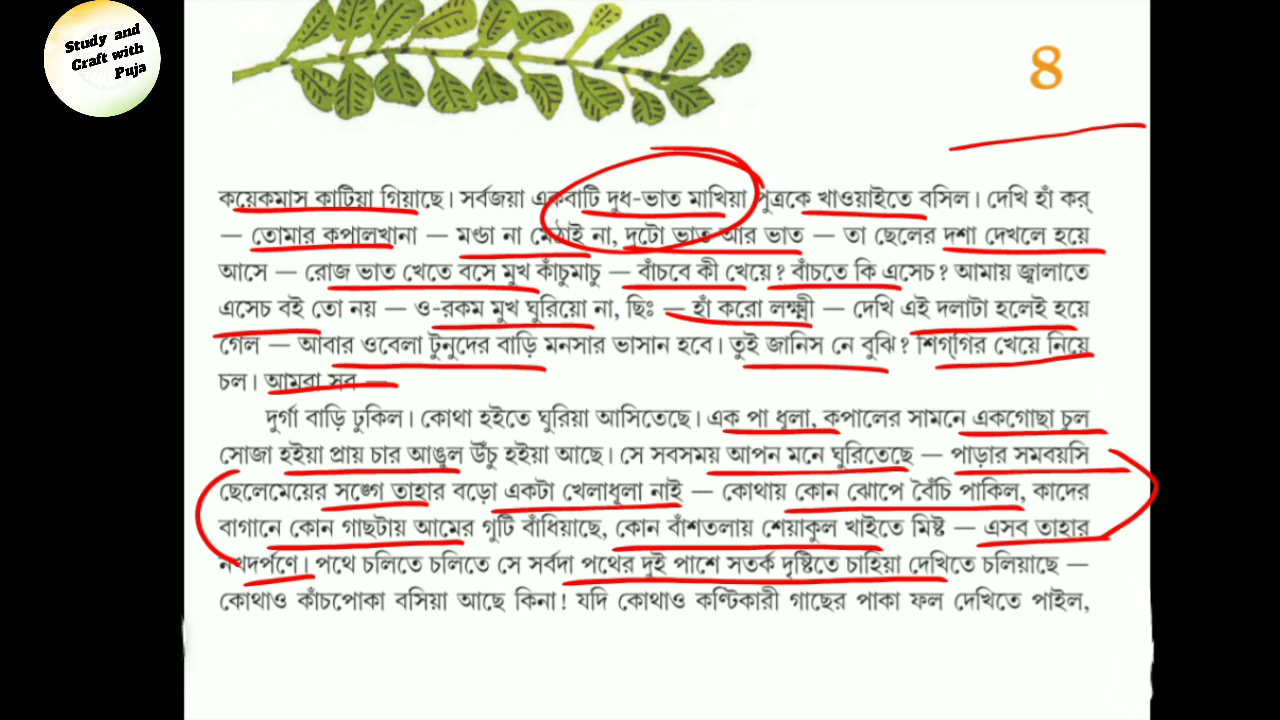 Study and
Craft with
Puja
৪
কয়েকমাস কাটিয়া গিয়াছে। সর্বজয়া একবাটি দুধ-ভাত মাখিয়া পুত্রকে খাওয়াইতে বসিল। দেখি হাঁ কর্
— তোমার কপালখানা — মণ্ডা না মেঠাই না, দুটো ভাত আর ভাত — তা ছেলের দশা দেখলে হয়ে
আসে — রোজ ভাত খেতে বসে মুখ কাঁচুমাচু — বাঁচবে কী খেয়ে? বাঁচতে কি এসেচ? আমায় জ্বালাতে
এসেচ বই তো নয় — ও-রকম মুখ ঘুরিয়ো না, ছিঃ — হাঁ করো লক্ষ্মী — দেখি এই দলাটা হলেই হয়ে
গেল — আবার ওবেলা টুনুদের বাড়ি মনসার ভাসান হবে। তুই জানিস নে বুঝি? শিগ্‌গির খেয়ে নিয়ে
চল। আমরা সব —
দুর্গা বাড়ি ঢুকিল। কোথা হইতে ঘুরিয়া আসিতেছে। এক পা ধুলা, কপালের সামনে একগোছা চুল
সোজা হইয়া প্রায় চার আঙুল উঁচু হইয়া আছে। সে সবসময় আপন মনে ঘুরিতেছে — পাড়ার সমবয়সি
ছেলেমেয়ের সঙ্গে তাহার বড়ো একটা খেলাধুলা নাই — কোথায় কোন ঝোপে বৈঁচি পাকিল, কাদের
বাগানে কোন গাছটায় আমের গুটি বাঁধিয়াছে, কোন বাঁশতলায় শেয়াকুল খাইতে মিষ্ট — এসব তাহার
নখদর্পণে। পথে চলিতে চলিতে সে সর্বদা পথের দুই পাশে সতর্ক দৃষ্টিতে চাহিয়া দেখিতে চলিয়াছে —
কোথাও কাঁচপোকা বসিয়া আছে কিনা! যদি কোথাও কণ্টিকারী গাছের পাকা ফল দেখিতে পাইল,